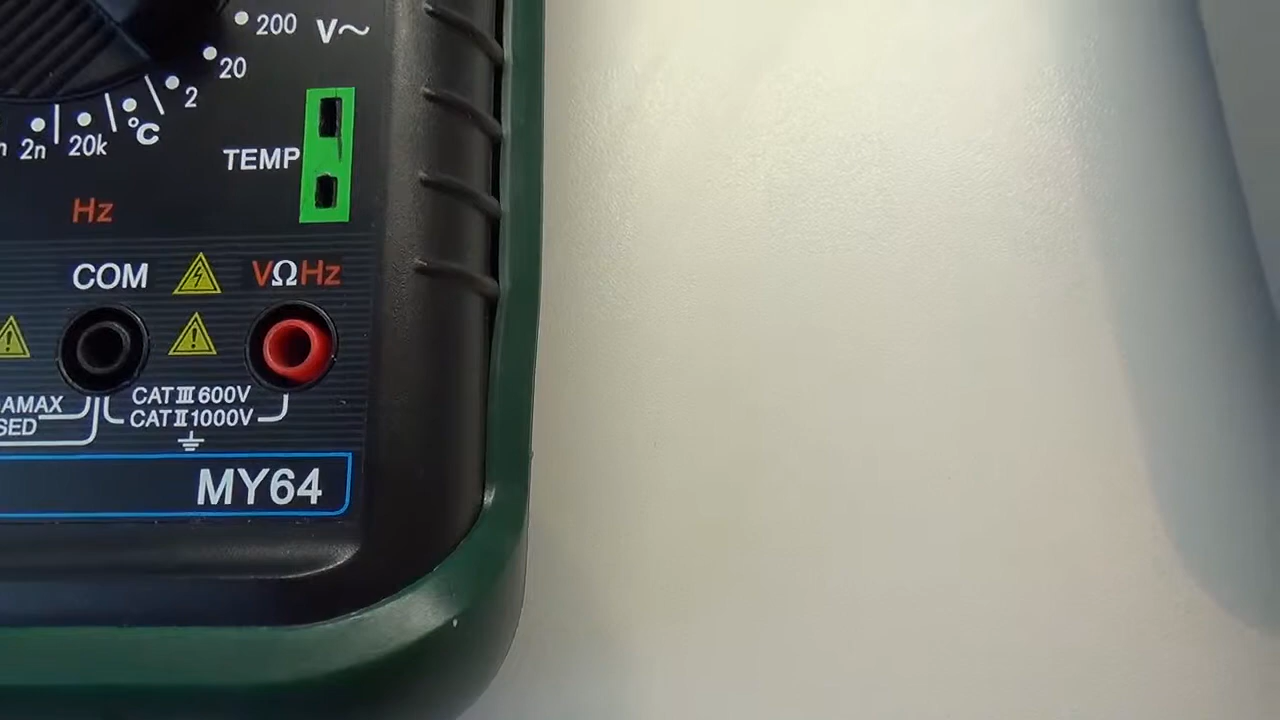 200 V~
20
2
2n 20k °C
TEMP
Hz
COM VΩHz
AMAX CAT III 600V
SED CAT II 1000V
MY64